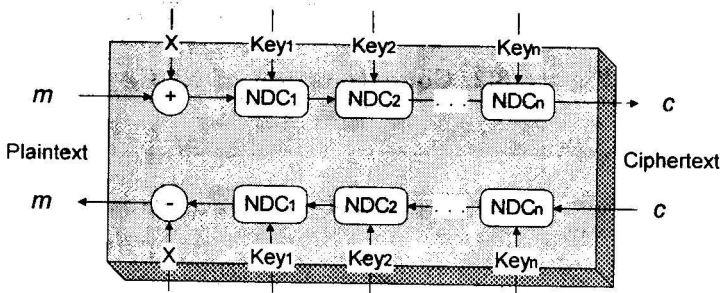 X Key1 Key2 Keyn
m + NDC1 NDC2 . . . NDCn c
Plaintext Ciphertext
m - NDC1 NDC2 . . . NDCn c
X Key1 Key2 Keyn